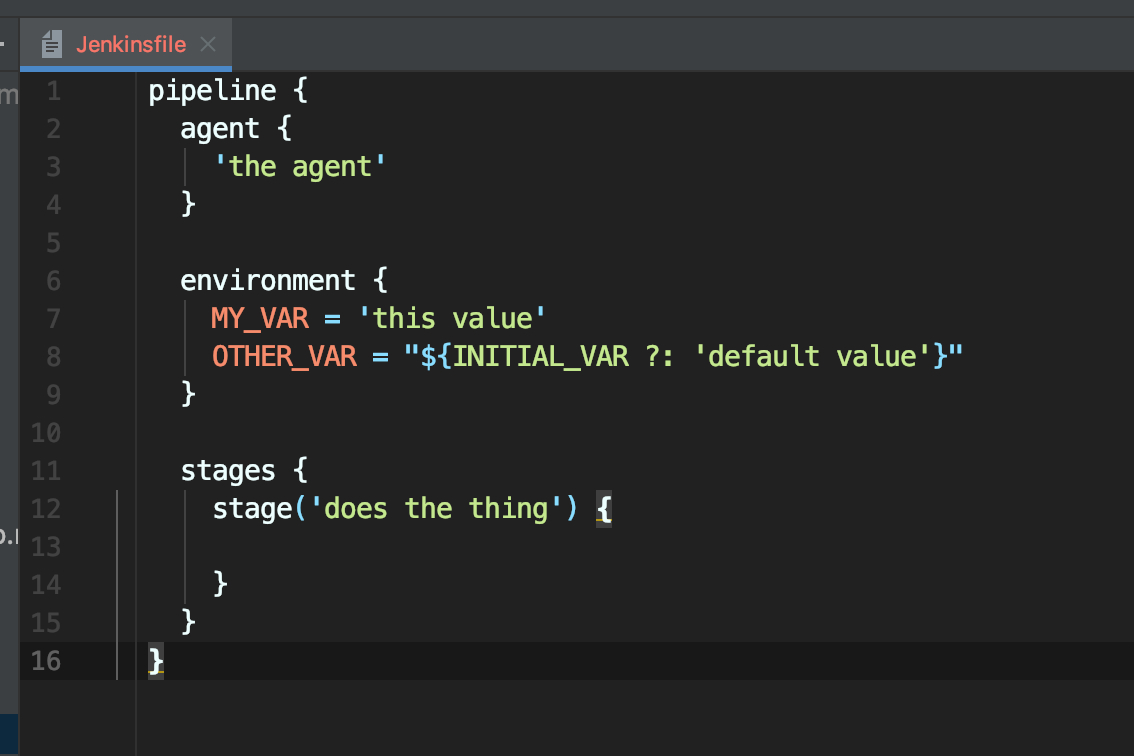 Jenkinsfile
1 pipeline {
2   agent {
3     'the agent'
4   }
5
6   environment {
7     MY_VAR = 'this value'
8     OTHER_VAR = "${INITIAL_VAR ?: 'default value'}"
9   }
10
11   stages {
12     stage('does the thing') {
13
14     }
15   }
16 }